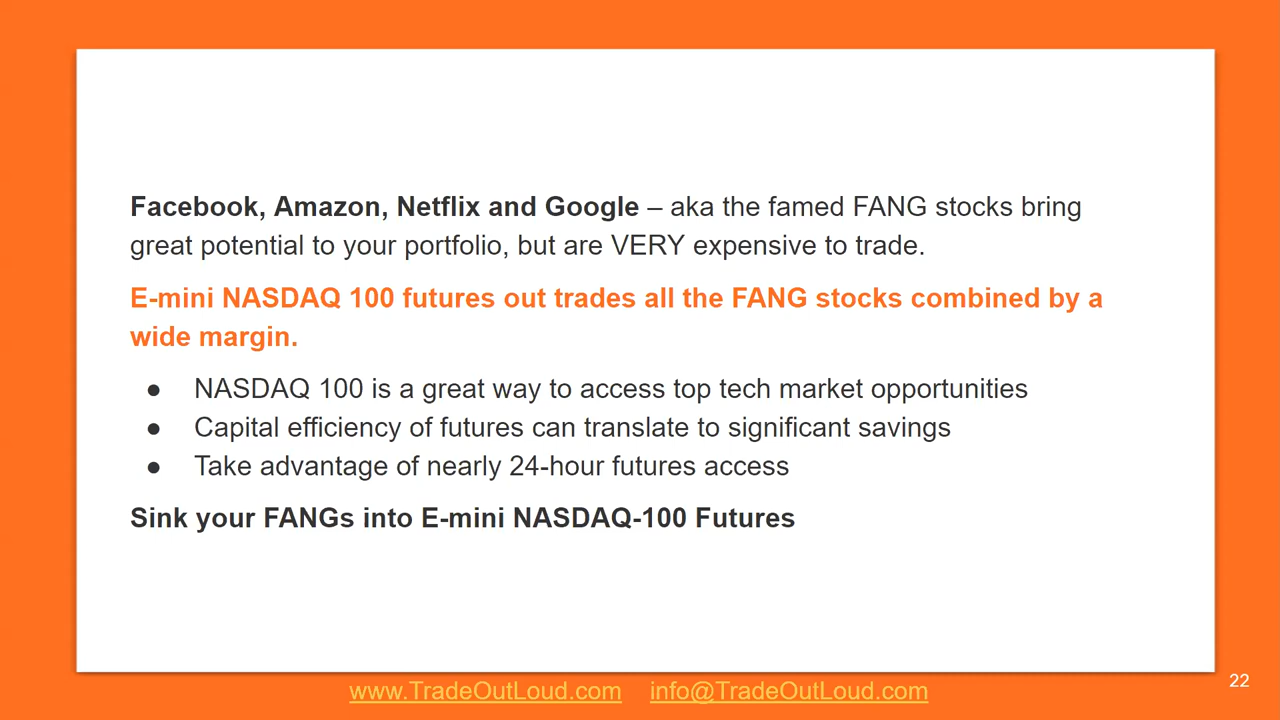 Facebook, Amazon, Netflix and Google – aka the famed FANG stocks bring
great potential to your portfolio, but are VERY expensive to trade.
E-mini NASDAQ 100 futures out trades all the FANG stocks combined by a
wide margin.
● NASDAQ 100 is a great way to access top tech market opportunities
● Capital efficiency of futures can translate to significant savings
● Take advantage of nearly 24-hour futures access
Sink your FANGs into E-mini NASDAQ-100 Futures
www.TradeOutLoud.com info@TradeOutLoud.com
22